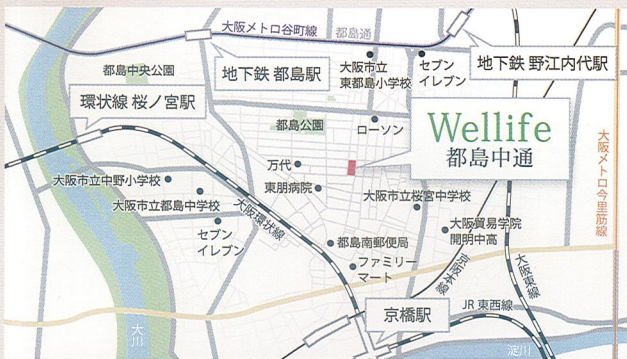 大阪メトロ谷町線
都島通
都島中央公園
地下鉄 都島駅
大阪市立
東都島小学校
セブン
イレブン
地下鉄 野江内代駅
環状線 桜ノ宮駅
都島公園
ローソン
Wellife
都島中通
大阪メトロ今里筋線
万代
大阪市立中野小学校
東朋病院
大阪市立都島中学校
大阪市立桜宮中学校
大阪環状線
セブン
イレブン
大阪貿易学院
開明中高
都島南郵便局
ファミリー
マート
京阪本線
大阪東線
京橋駅
JR 東西線
大川
淀川